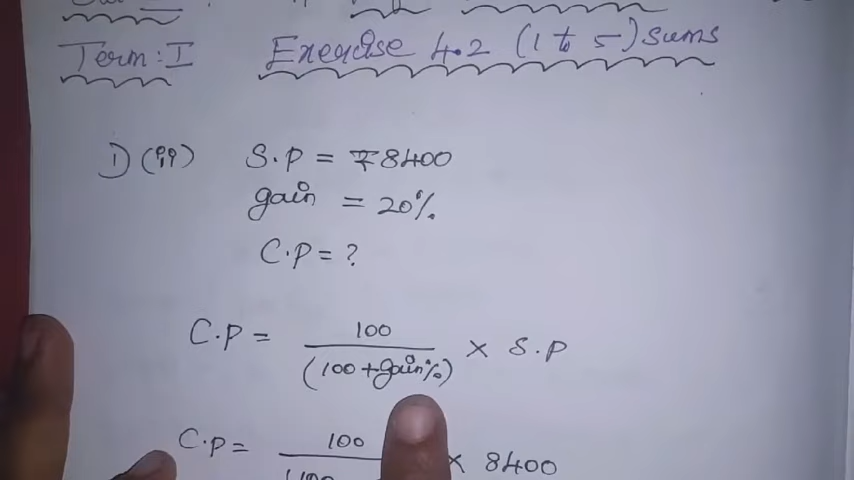 Term : I Exercise 4.2 (1 to 5) sums
1) (ii) S.P = ₹8400
gain = 20%.
C.P = ?
C.P = 100 / (100+gain%) × S.P
C.P = 100 × 8400